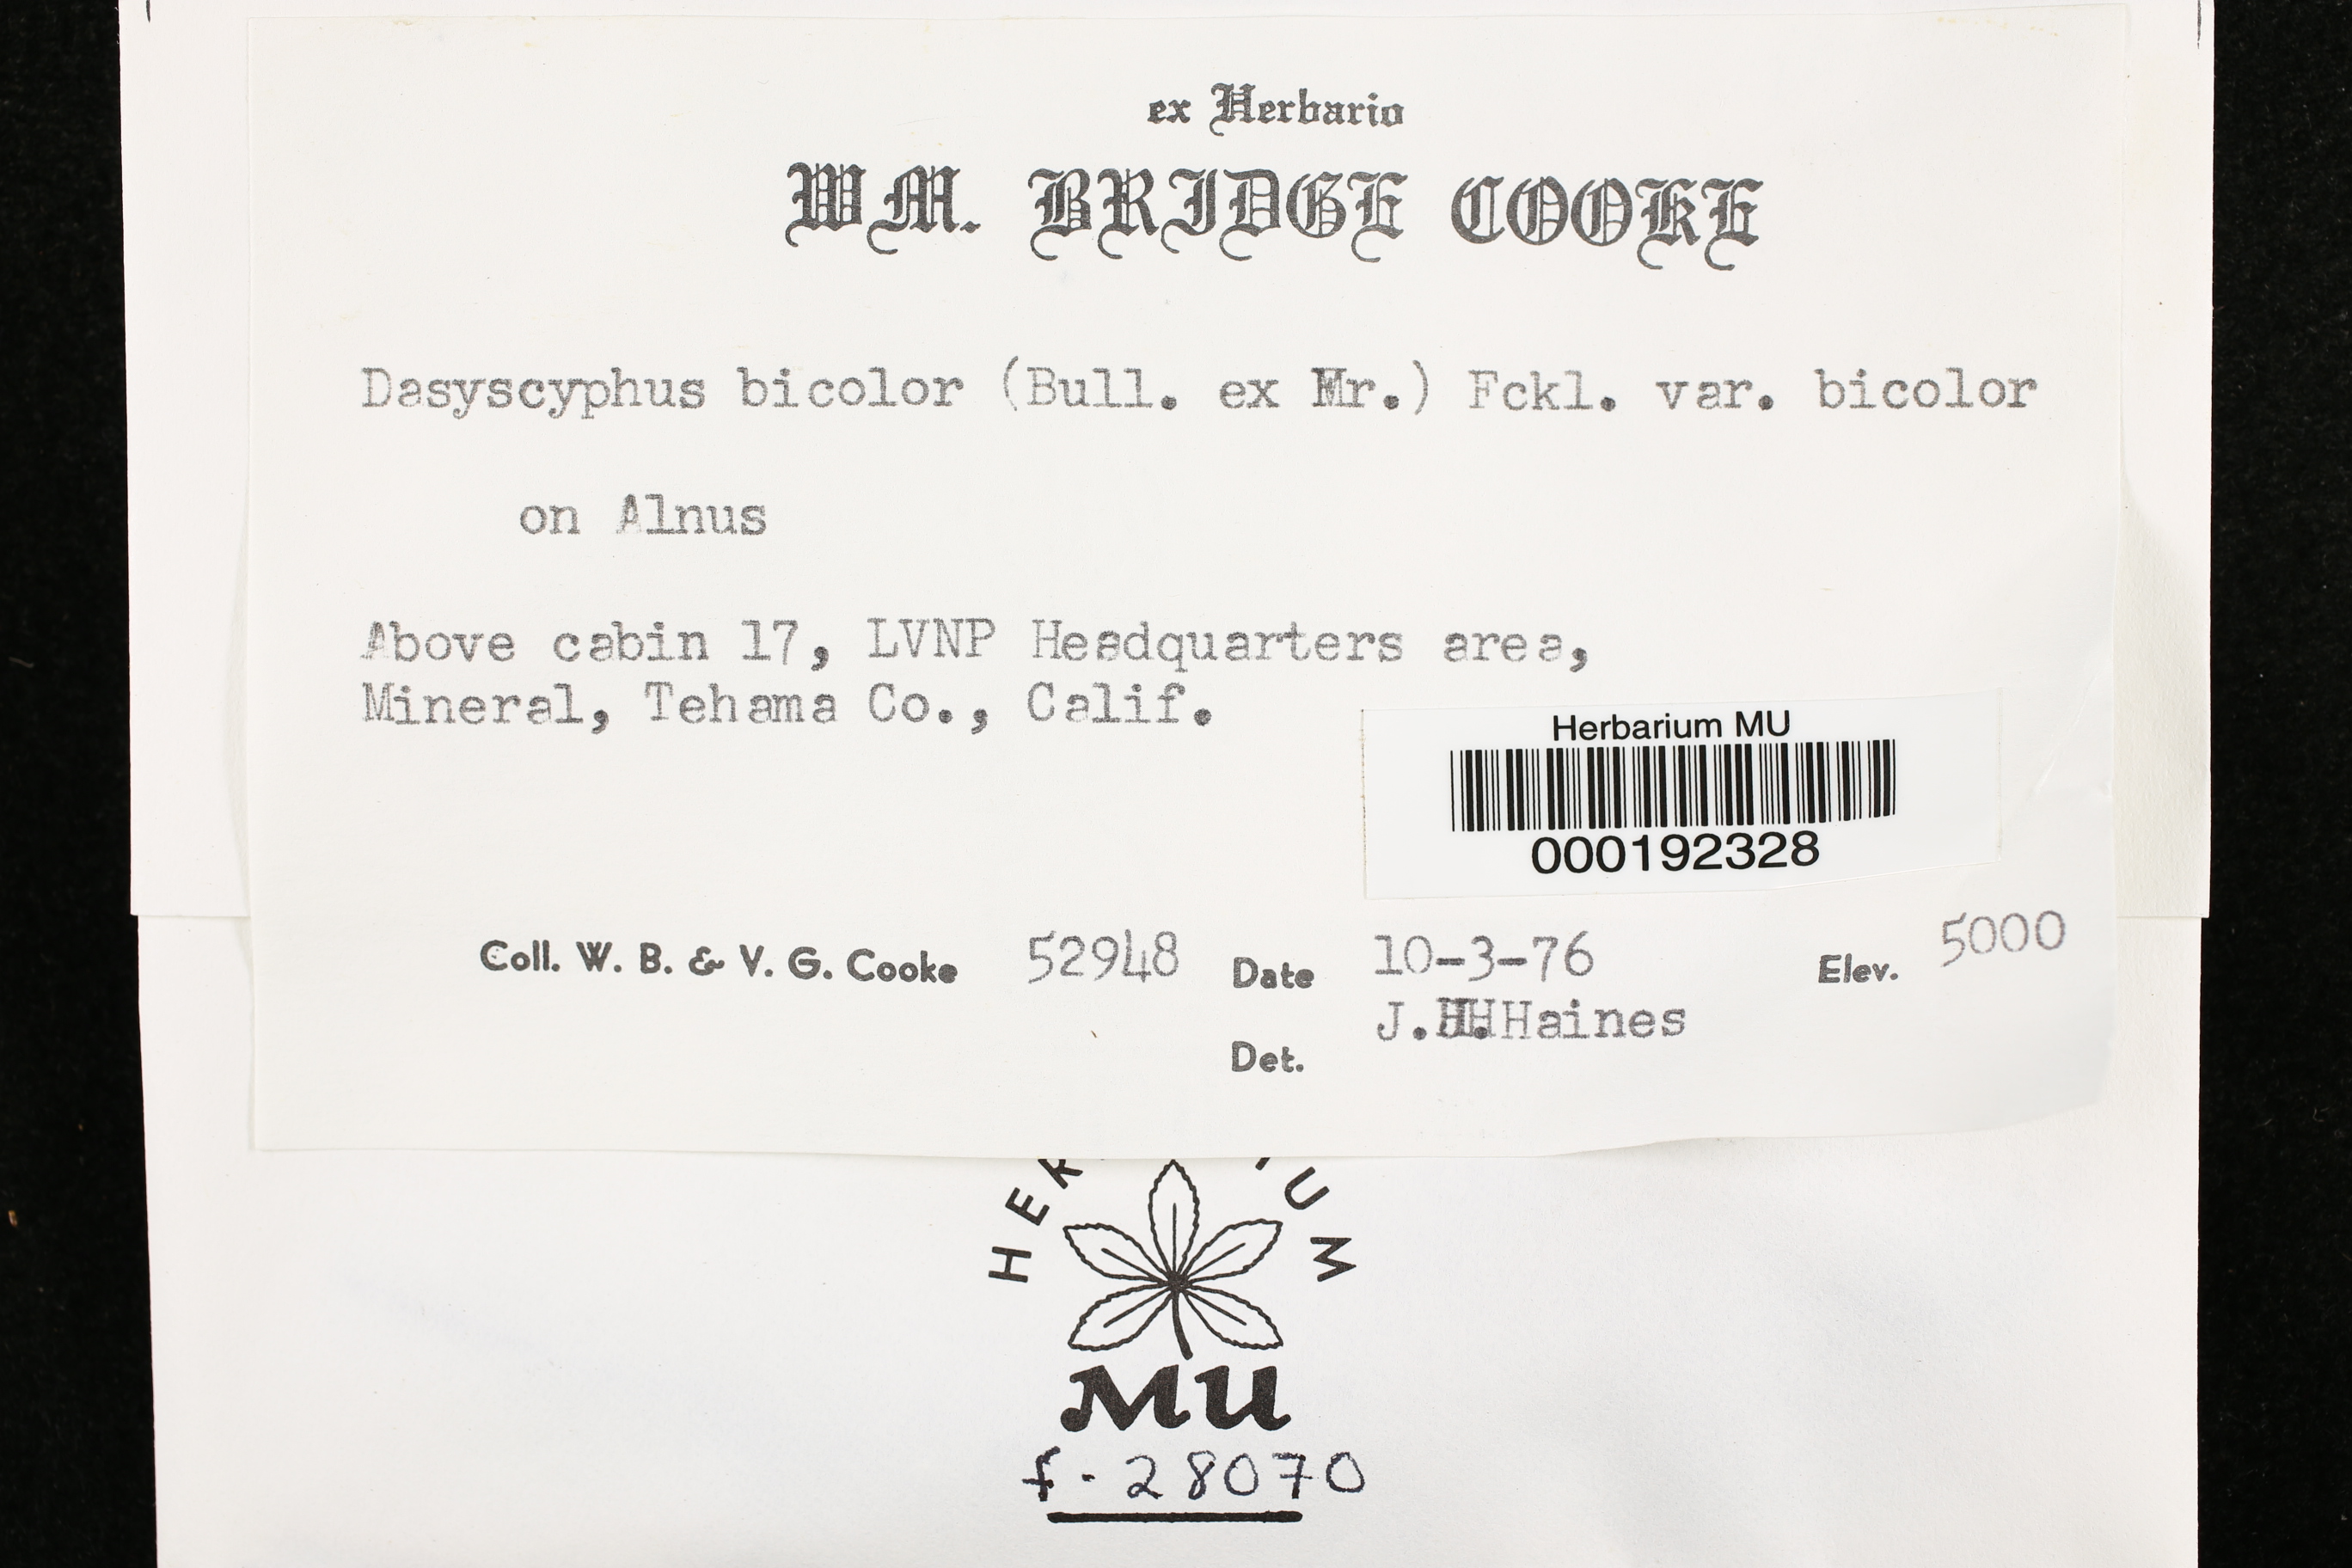 ex Herbario
WM. BRIDGE COOKE
Dasyscyphus bicolor (Bull. ex Mr.) Fckl. var. bicolor
on Alnus
Above cabin 17, LVNP Headquarters area,
Mineral, Tehama Co., Calif.
Herbarium MU
000192328
Coll. W. B. & V. G. Cooke 52948 Date 10-3-76 Elev. 5000
J.H.Haines
Det.
MU
f-28070